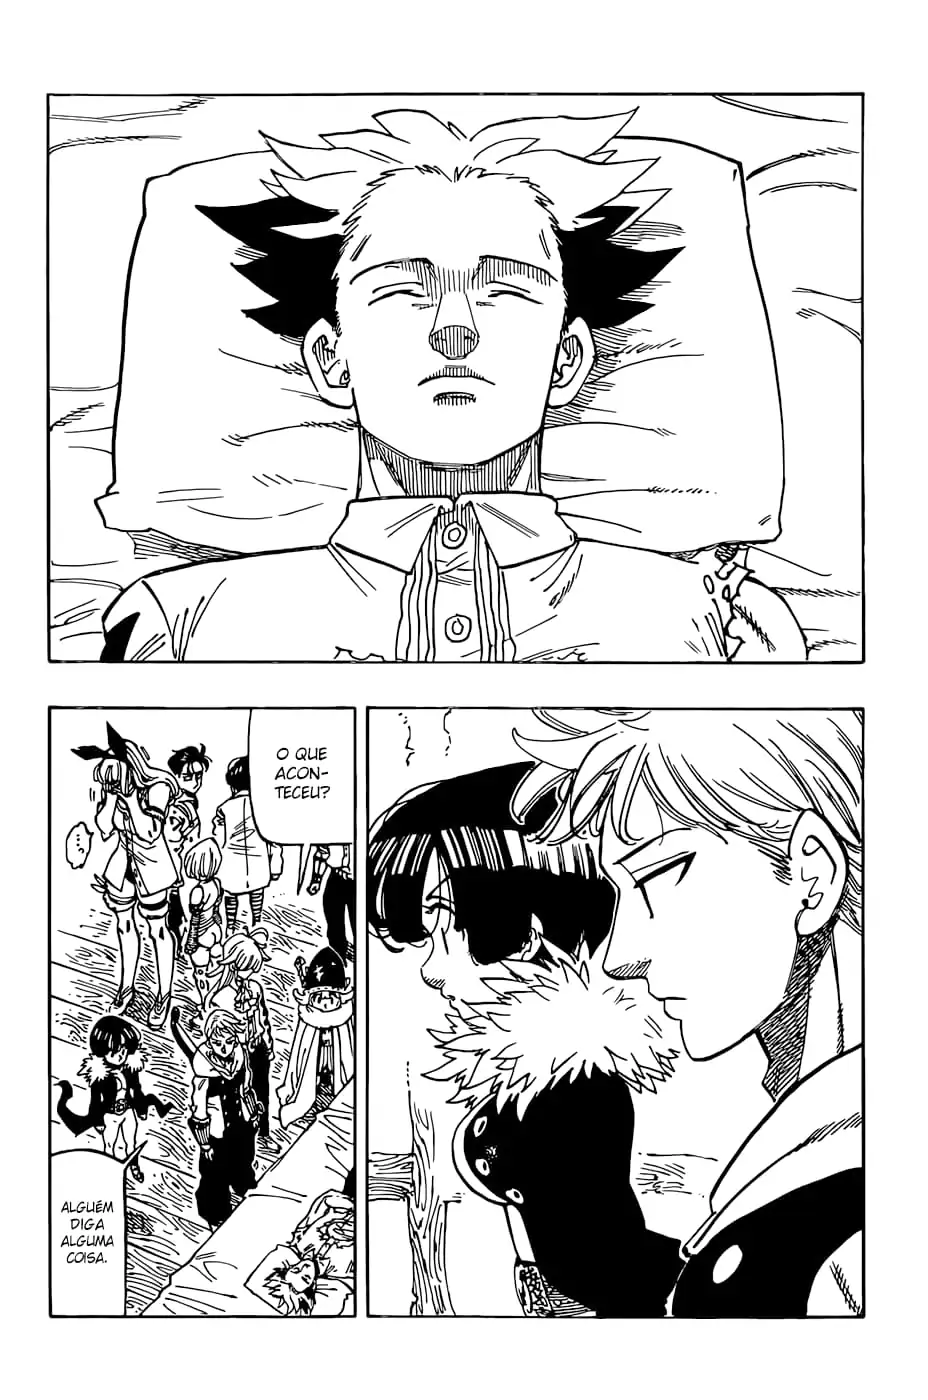 O QUE
ACON-
TECEU?
...
ALGUÉM
DIGA
ALGUMA
COISA.